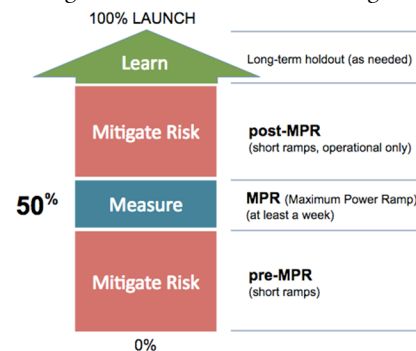 100% LAUNCH
Learn
Long-term holdout (as needed)
Mitigate Risk
post-MPR
(short ramps, operational only)
50%
Measure
MPR (Maximum Power Ramp)
(at least a week)
Mitigate Risk
pre-MPR
(short ramps)
0%